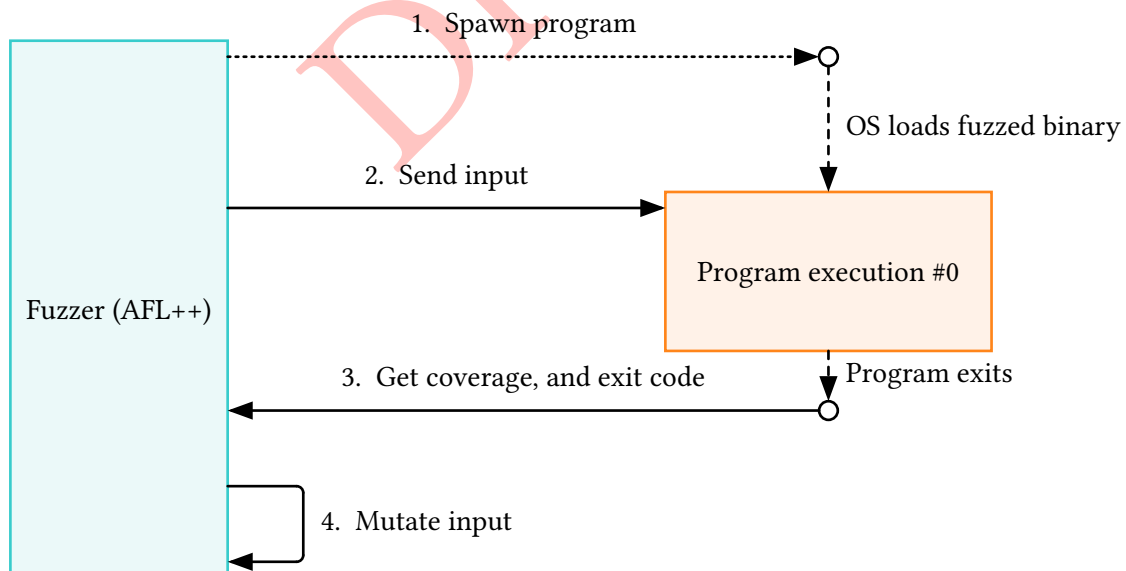 1. Spawn program
OS loads fuzzed binary
2. Send input
Program execution #0
Fuzzer (AFL++)
3. Get coverage, and exit code
Program exits
4. Mutate input